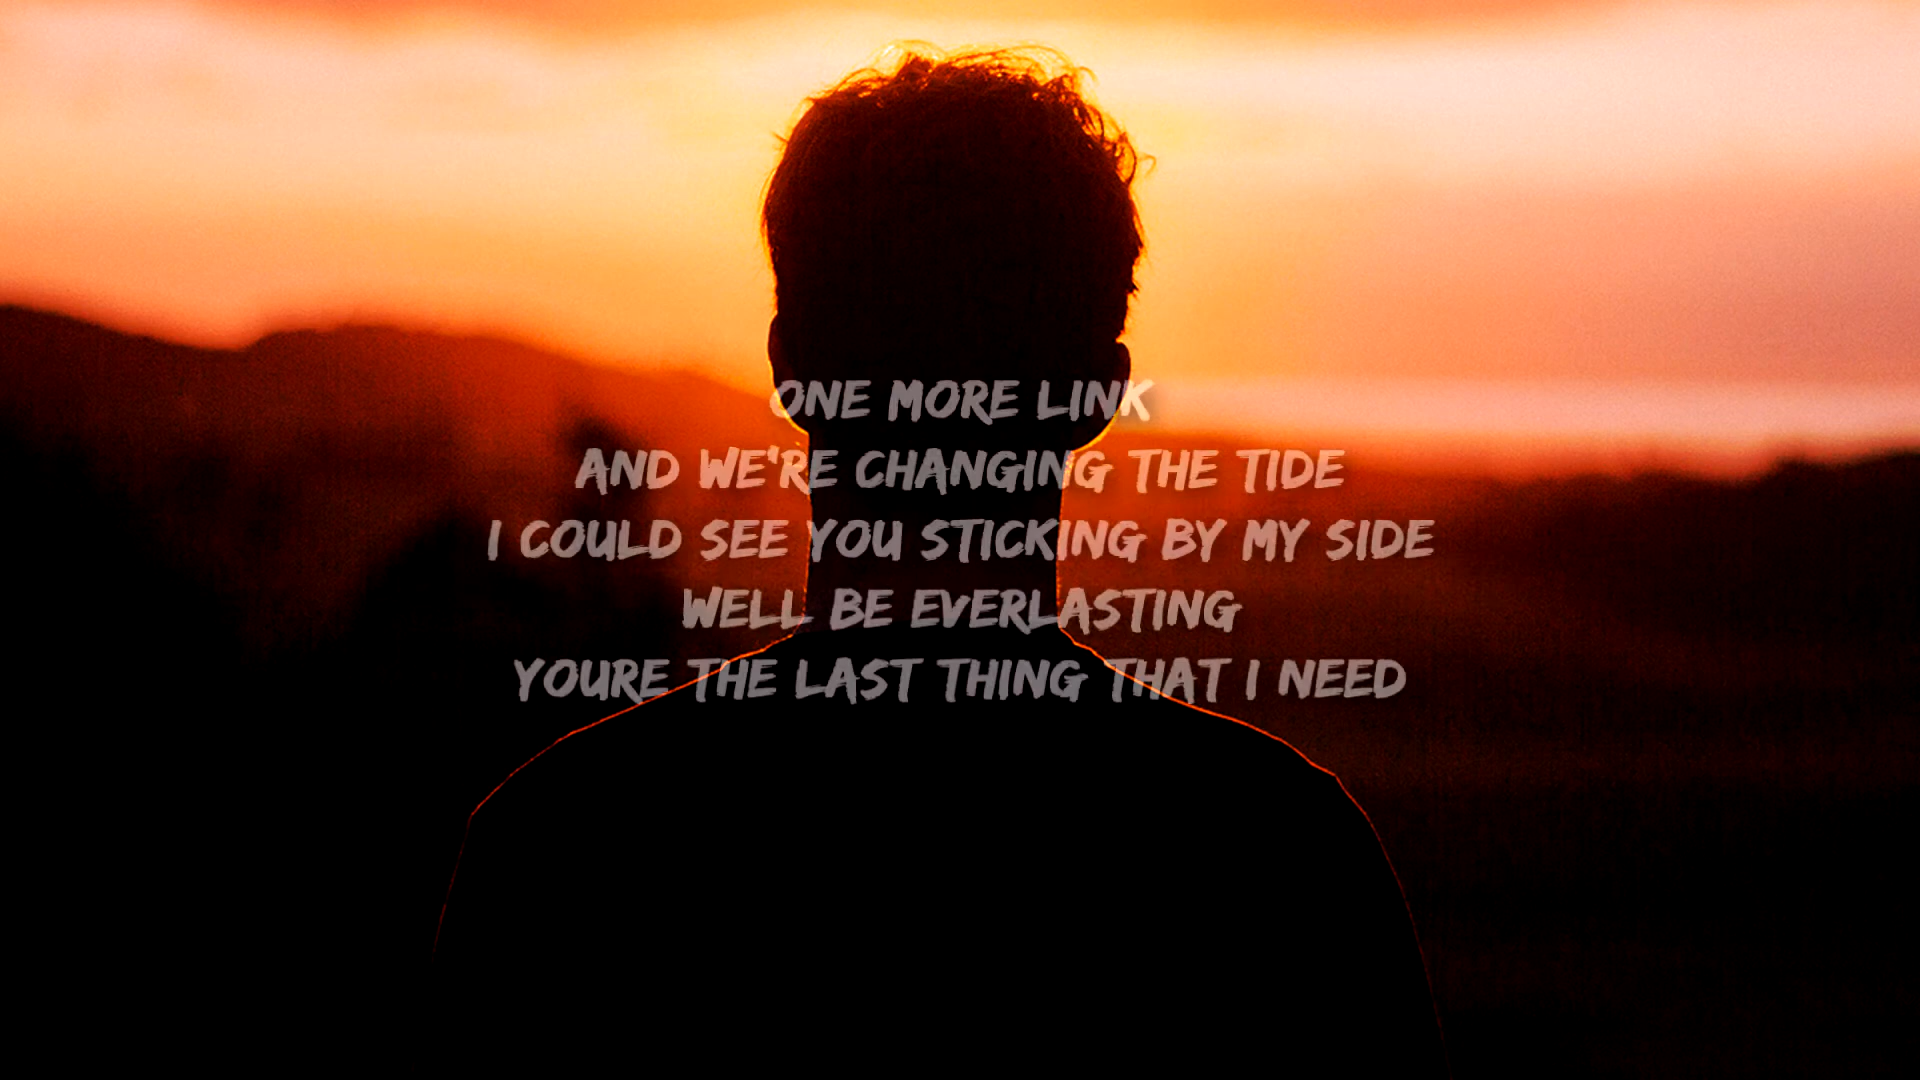 ONE MORE LINK
AND WE'RE CHANGING THE TIDE
I COULD SEE YOU STICKING BY MY SIDE
WELL BE EVERLASTING
YOURE THE LAST THING THAT I NEED